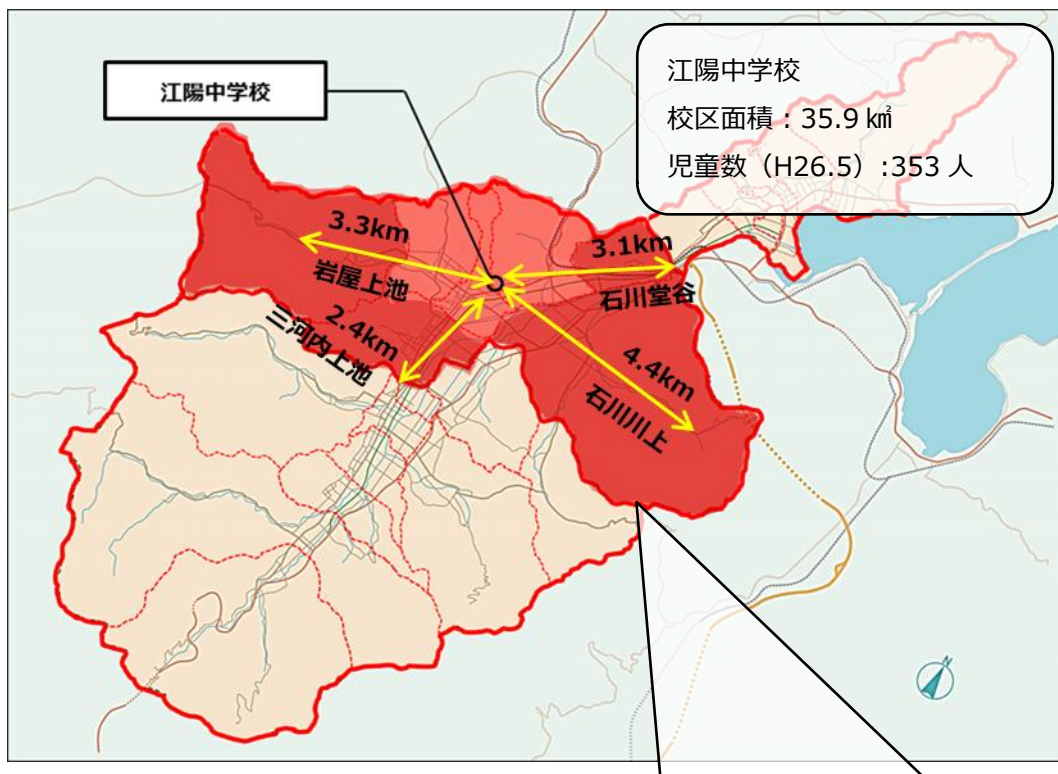 江陽中学校
江陽中学校
校区面積：35.9 ㎢
児童数（H26.5）:353 人
3.3km
岩屋上池
3.1km
石川堂谷
2.4km
三河内上池
4.4km
石川川上
N